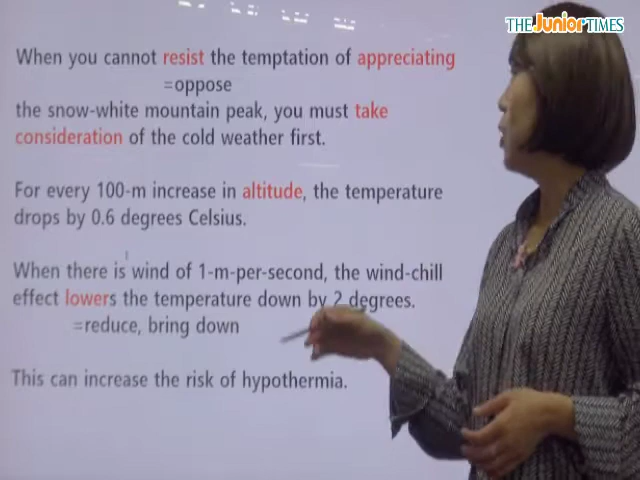 THE Junior TIMES
When you cannot resist the temptation of appreciating
=oppose
the snow-white mountain peak, you must take
consideration of the cold weather first.
For every 100-m increase in altitude, the temperature
drops by 0.6 degrees Celsius.
When there is wind of 1-m-per-second, the wind-chill
effect lowers the temperature down by 2 degrees.
=reduce, bring down
This can increase the risk of hypothermia.